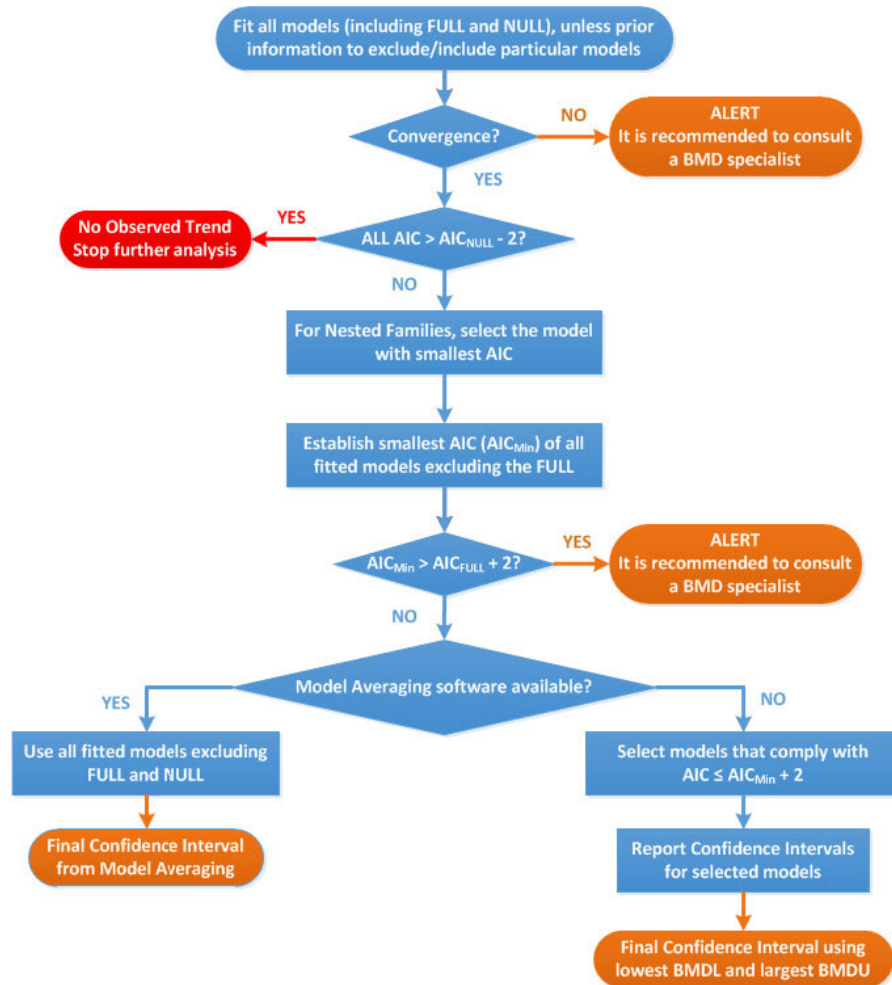 Fit all models (including FULL and NULL), unless prior
information to exclude/include particular models
Convergence?
NO
ALERT
It is recommended to consult
a BMD specialist
YES
ALL AIC > AICNULL - 2?
YES
No Observed Trend
Stop further analysis
NO
For Nested Families, select the model
with smallest AIC
Establish smallest AIC (AICMin) of all
fitted models excluding the FULL
AICMin > AICFULL + 2?
YES
ALERT
It is recommended to consult
a BMD specialist
NO
Model Averaging software available?
YES
NO
Use all fitted models excluding
FULL and NULL
Final Confidence Interval
from Model Averaging
Select models that comply with
AIC ≤ AICMin + 2
Report Confidence Intervals
for selected models
Final Confidence Interval using
lowest BMDL and largest BMDU